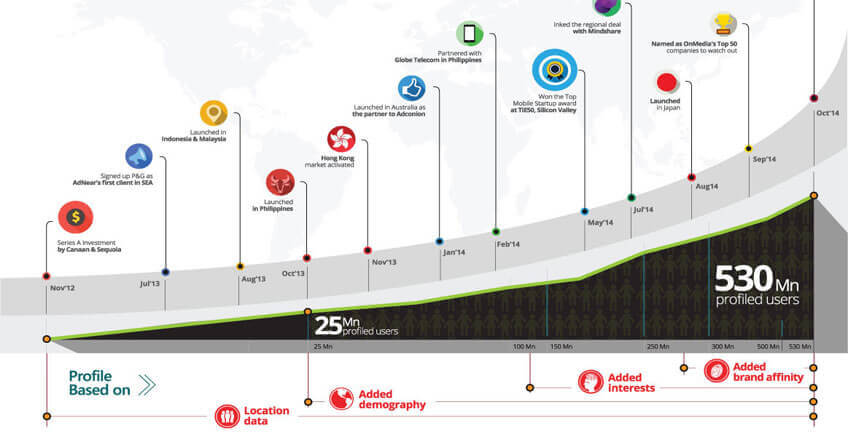 Inked the regional deal
with Mindshare
Named as OnMedia's Top 50
companies to watch out
Partnered with
Globe Telecom in Philippines
Won the Top
Mobile Startup award
at TIE50, Silicon Valley
Launched
in Japan
Launched in Australia as
the partner to Adconion
Launched in
Indonesia & Malaysia
Hong Kong
market activated
Signed up P&G as
AdNear's first client in SEA
Launched
in Philippines
$
Series A Investment
by Canaan & Sequoia
Nov'12
Jul'13
Aug'13
Oct'13
Nov'13
Jan'14
Feb'14
May'14
Jul'14
Aug'14
Sep'14
Oct'14
530 Mn
profiled users
25 Mn
profiled users
25 Mn
100 Mn
150 Mn
250 Mn
300 Mn
500 Mn
530 Mn
Profile
Based on
Added
brand affinity
Added
interests
Added
demography
Location
data